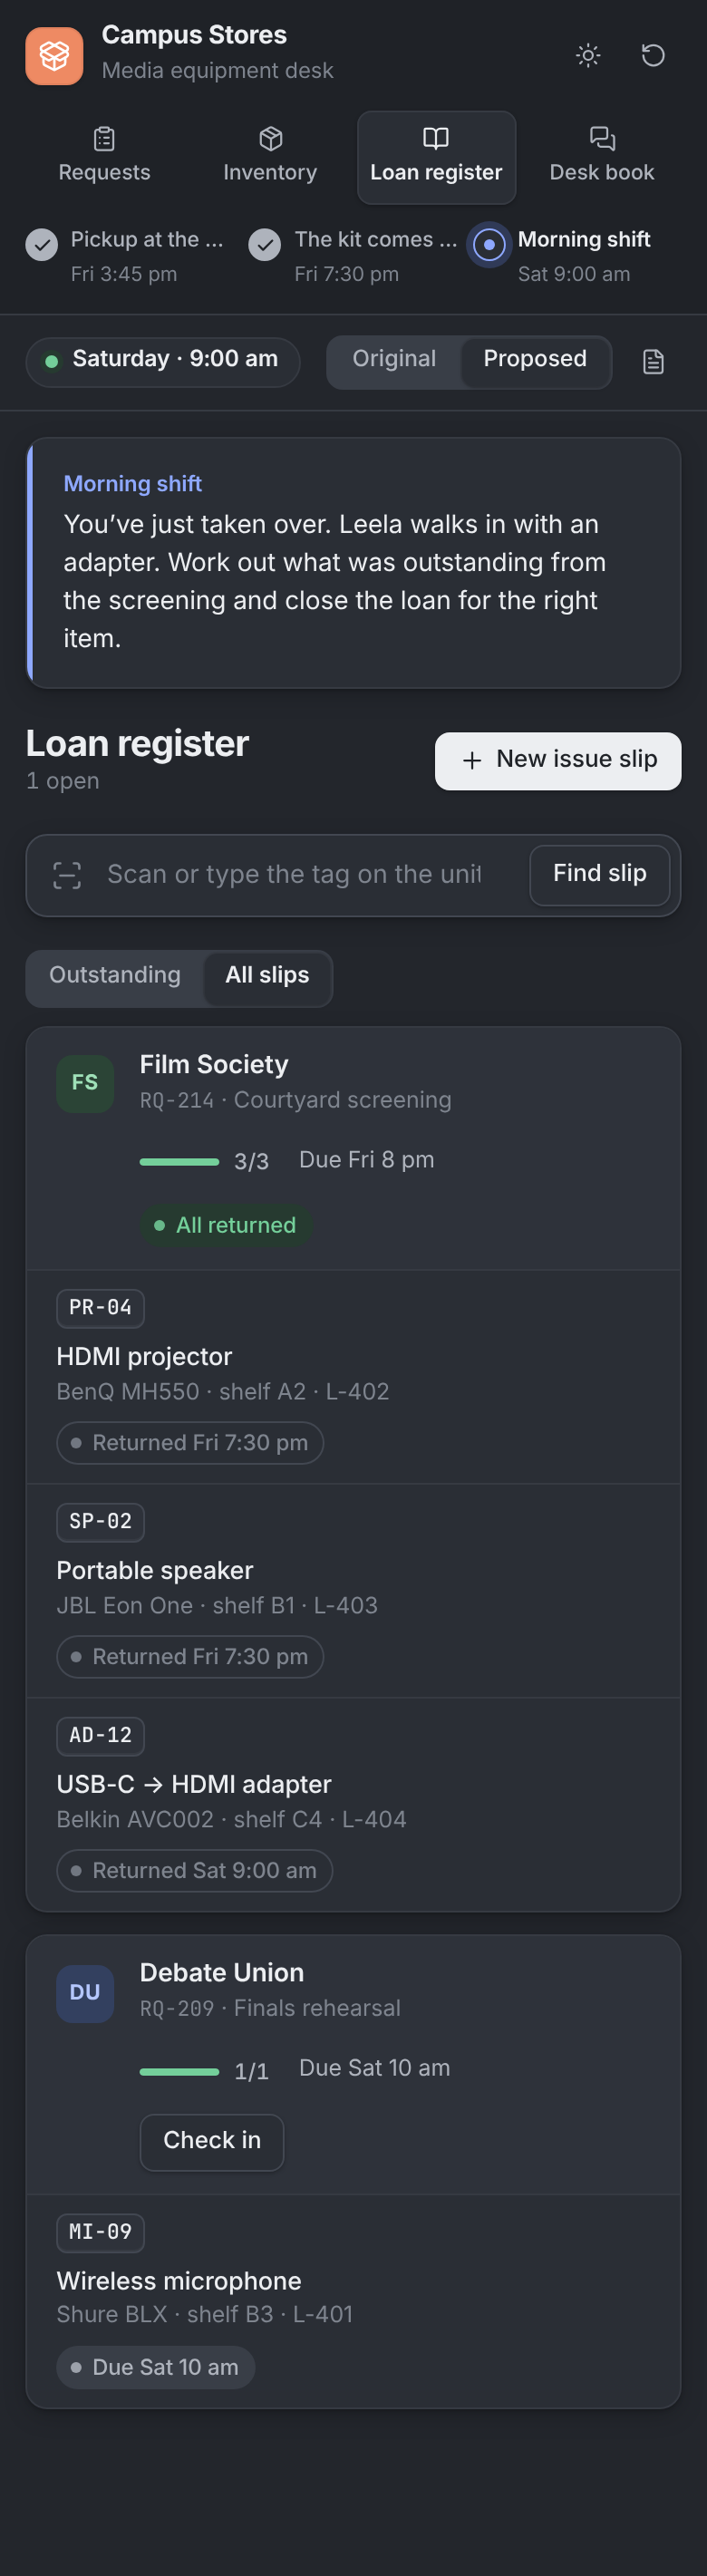 Campus Stores
Media equipment desk
Requests
Inventory
Loan register
Desk book
Pickup at the ...
Fri 3:45 pm
The kit comes ...
Fri 7:30 pm
Morning shift
Sat 9:00 am
Saturday · 9:00 am
Original
Proposed
Morning shift
You’ve just taken over. Leela walks in with an
adapter. Work out what was outstanding from
the screening and close the loan for the right
item.
Loan register
1 open
+ New issue slip
Scan or type the tag on the unit
Find slip
Outstanding
All slips
FS
Film Society
RQ-214 · Courtyard screening
3/3
Due Fri 8 pm
All returned
PR-04
HDMI projector
BenQ MH550 · shelf A2 · L-402
Returned Fri 7:30 pm
SP-02
Portable speaker
JBL Eon One · shelf B1 · L-403
Returned Fri 7:30 pm
AD-12
USB-C → HDMI adapter
Belkin AVC002 · shelf C4 · L-404
Returned Sat 9:00 am
DU
Debate Union
RQ-209 · Finals rehearsal
1/1
Due Sat 10 am
Check in
MI-09
Wireless microphone
Shure BLX · shelf B3 · L-401
Due Sat 10 am